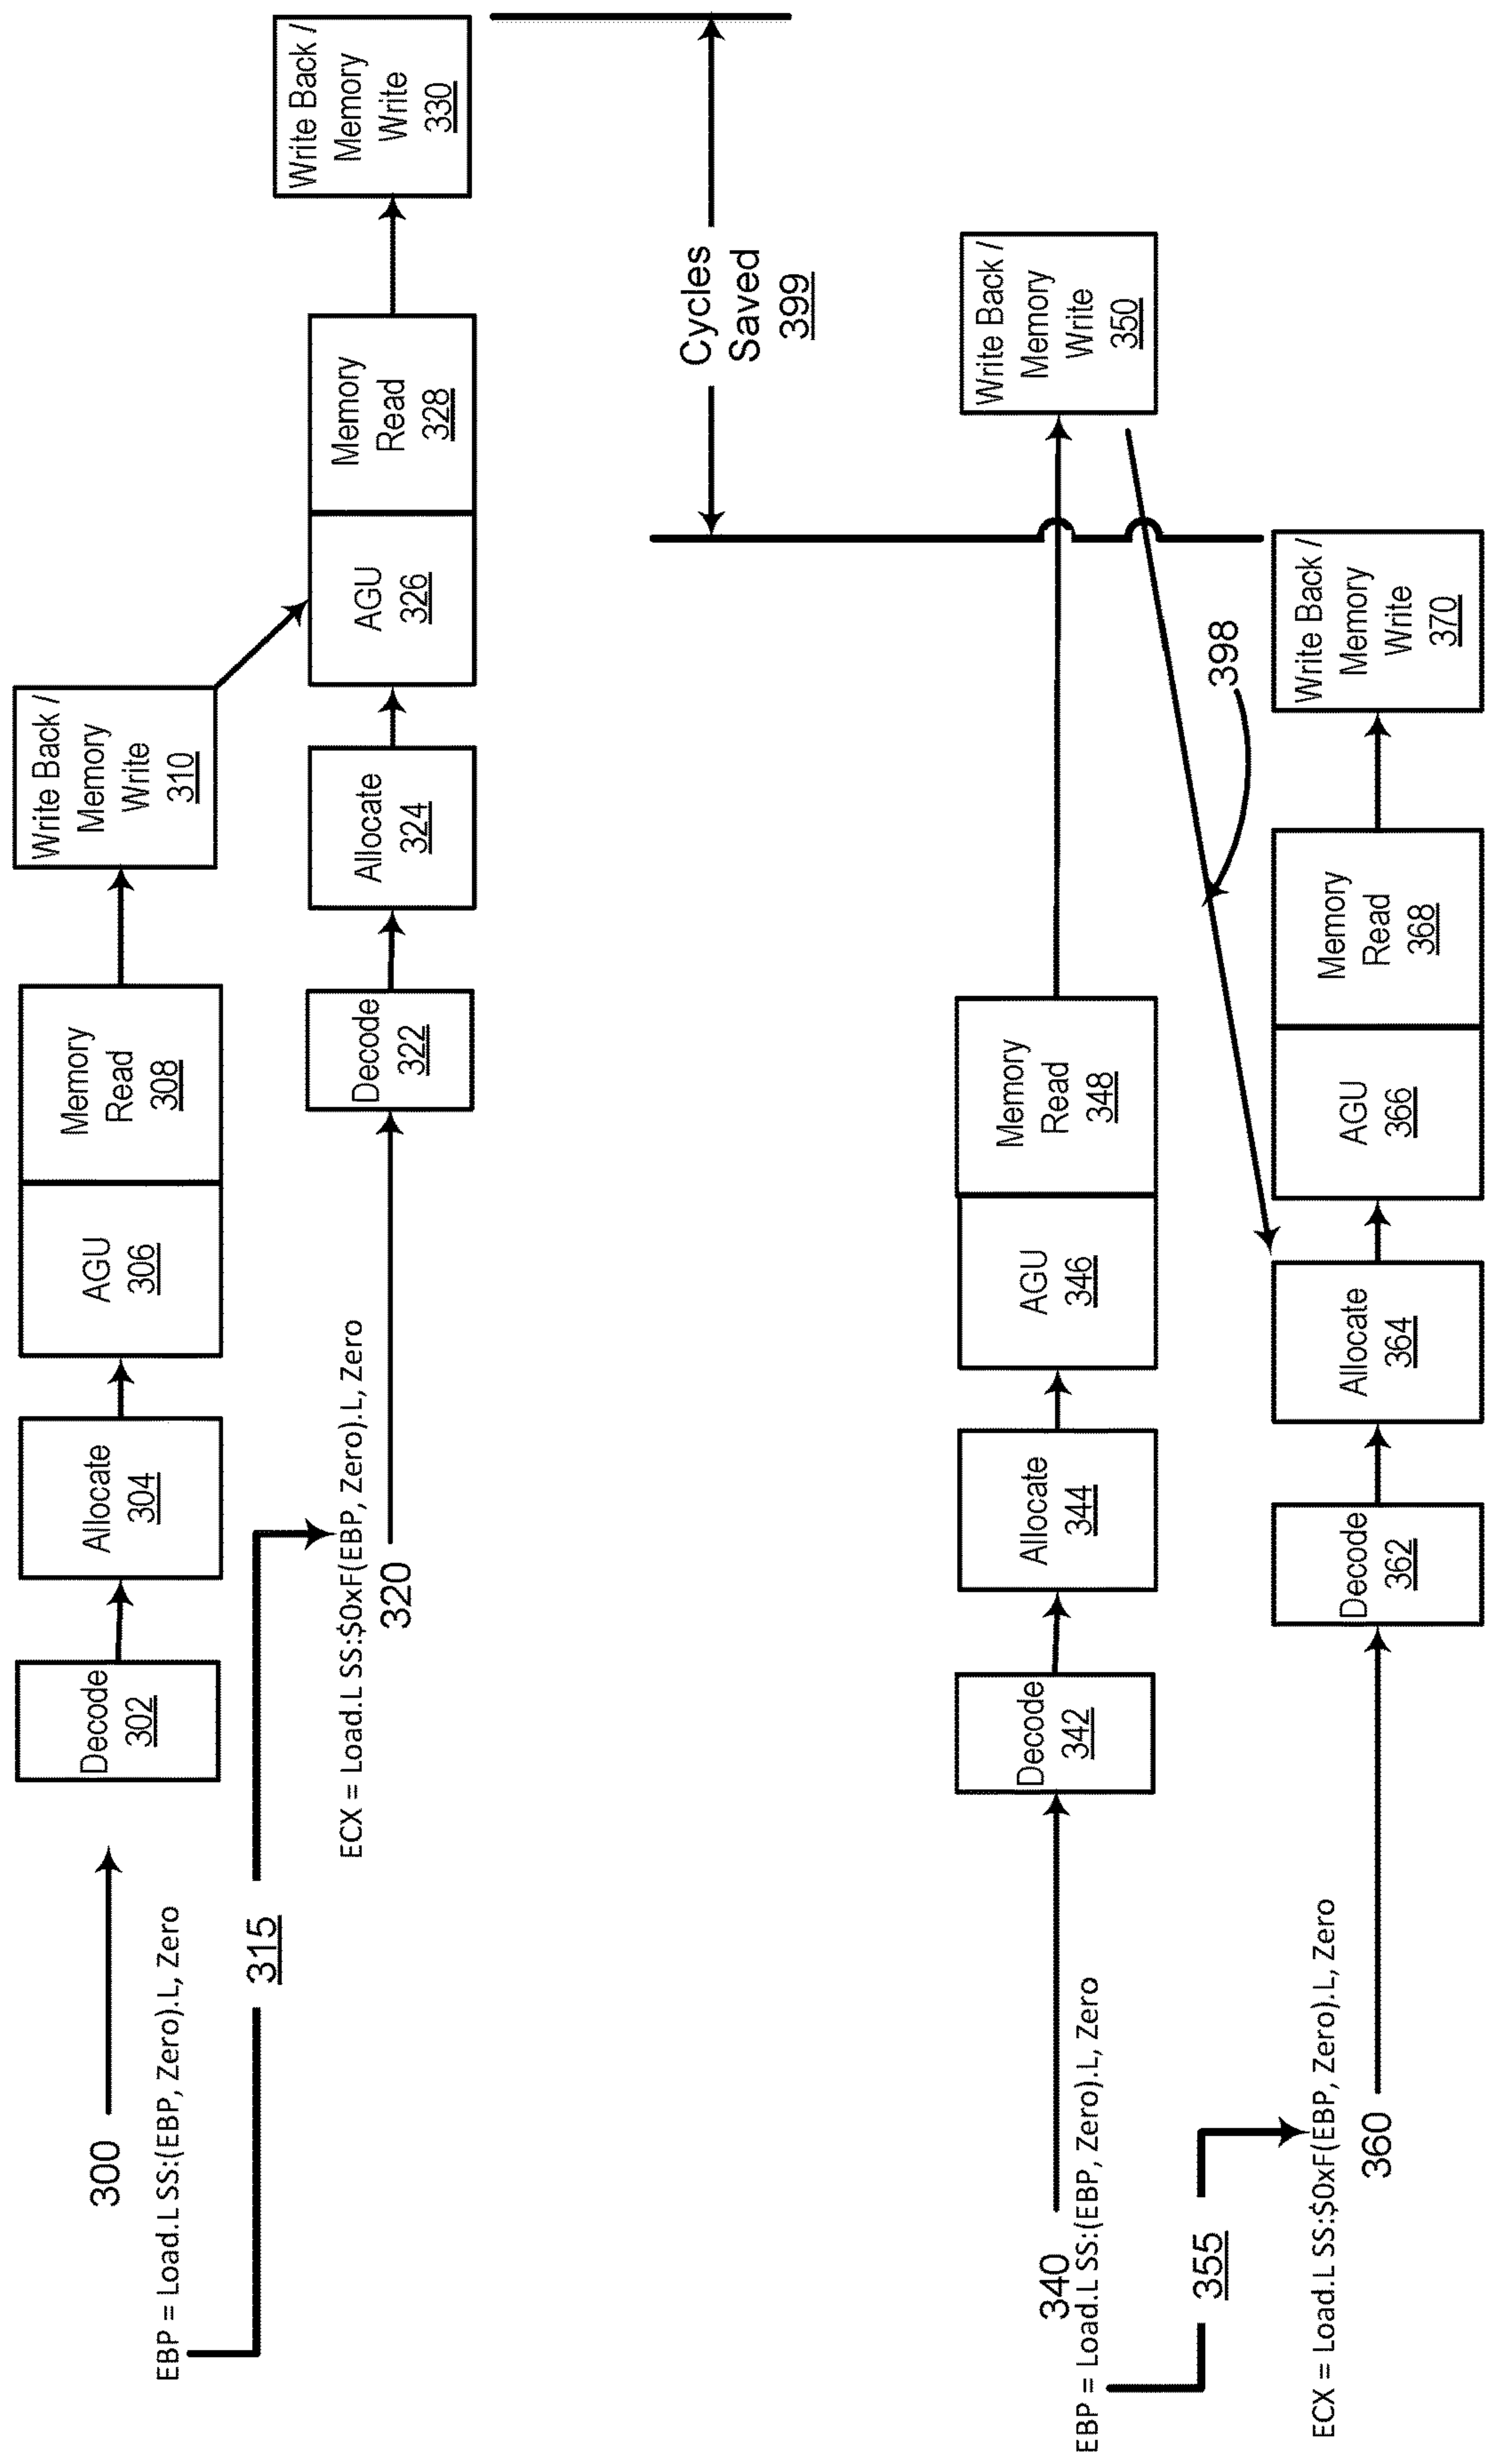 300
EBP = Load.L SS:(EBP, Zero).L, Zero
Decode
302
Allocate
304
AGU
306
Memory
Read
308
Write Back /
Memory
Write
310
315
ECX = Load.L SS:$0xF(EBP, Zero).L, Zero
320
Decode
322
Allocate
324
AGU
326
Memory
Read
328
Write Back /
Memory
Write
330
Cycles
Saved
399
340
EBP = Load.L SS:(EBP, Zero).L, Zero
Decode
342
Allocate
344
AGU
346
Memory
Read
348
Write Back /
Memory
Write
350
355
398
ECX = Load.L SS:$0xF(EBP, Zero).L, Zero
360
Decode
362
Allocate
364
AGU
366
Memory
Read
368
Write Back /
Memory
Write
370